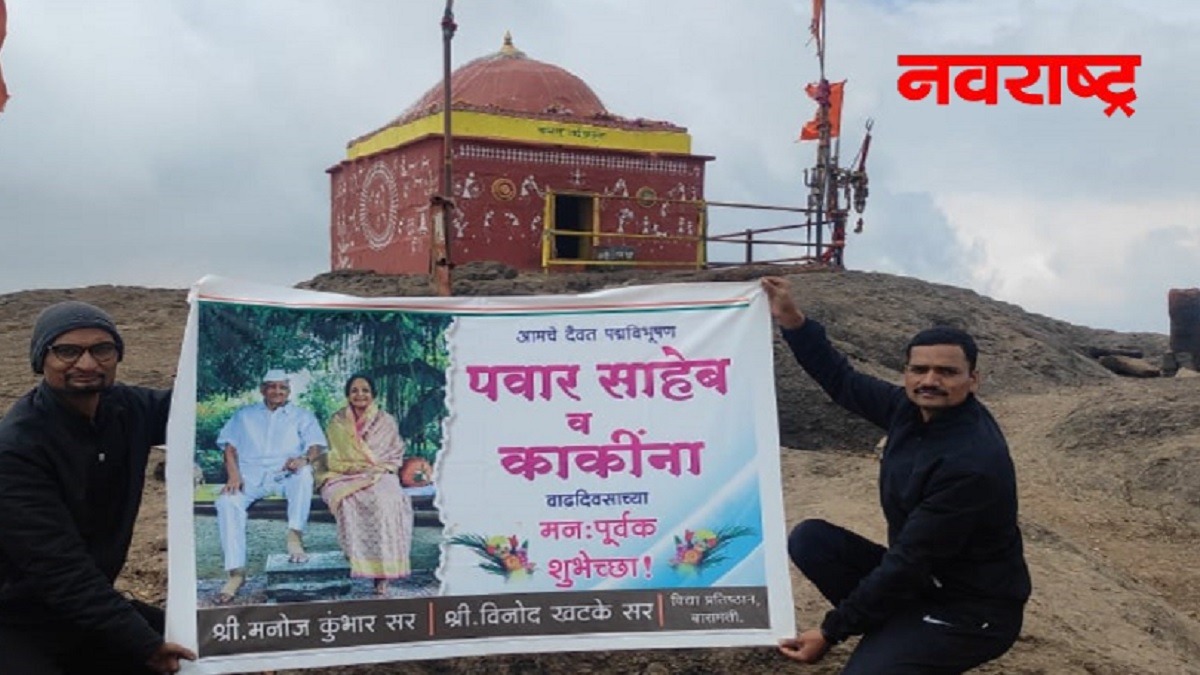 नवराष्ट्र
आमचे दैवत पद्मविभूषण
पवार साहेब
व
काकींना
वाढदिवसाच्या
मनःपूर्वक
शुभेच्छा!
श्री.मनोज कुंभार सर | श्री.विनोद खटके सर | विद्या प्रतिष्ठान,
बारामती.